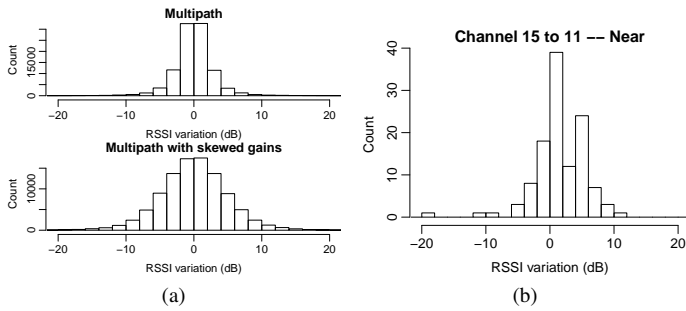 Multipath
Count
0 15000
−20 −10 0 10 20
RSSI variation (dB)
Multipath with skewed gains
Count
0 10000
−20 −10 0 10 20
RSSI variation (dB)
(a)
Channel 15 to 11 −− Near
Count
0 10 20 30 40
−20 −10 0 10 20
RSSI variation (dB)
(b)